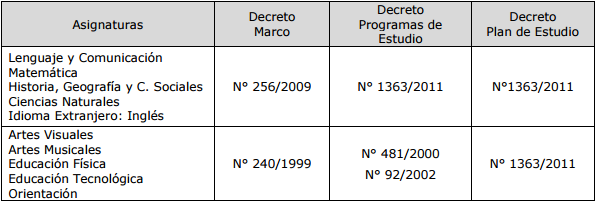 Asignaturas
Decreto
Marco
Decreto
Programas de
Estudio
Decreto
Plan de Estudio
Lenguaje y Comunicación
Matemática
Historia, Geografía y C. Sociales
Ciencias Naturales
Idioma Extranjero: Inglés
N° 256/2009
N° 1363/2011
N°1363/2011
Artes Visuales
Artes Musicales
Educación Física
Educación Tecnológica
Orientación
N° 240/1999
N° 481/2000
N° 92/2002
N° 1363/2011